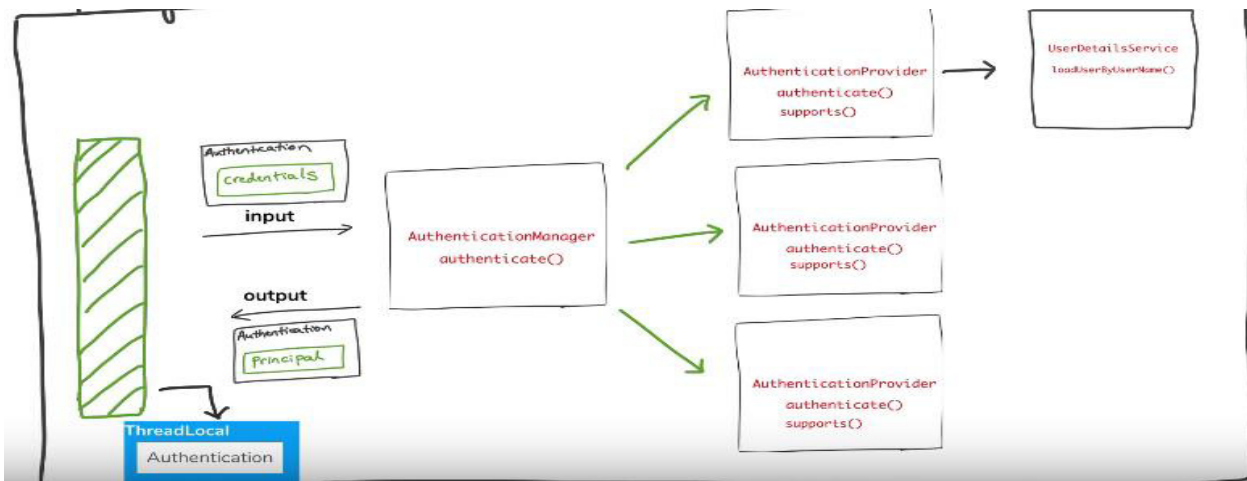 Authentication
credentials
input
output
Authentication
Principal
ThreadLocal
Authentication
AuthenticationManager
authenticate()
AuthenticationProvider
authenticate()
supports()
UserDetailsService
loadUserByUserName()
AuthenticationProvider
authenticate()
supports()
AuthenticationProvider
authenticate()
supports()